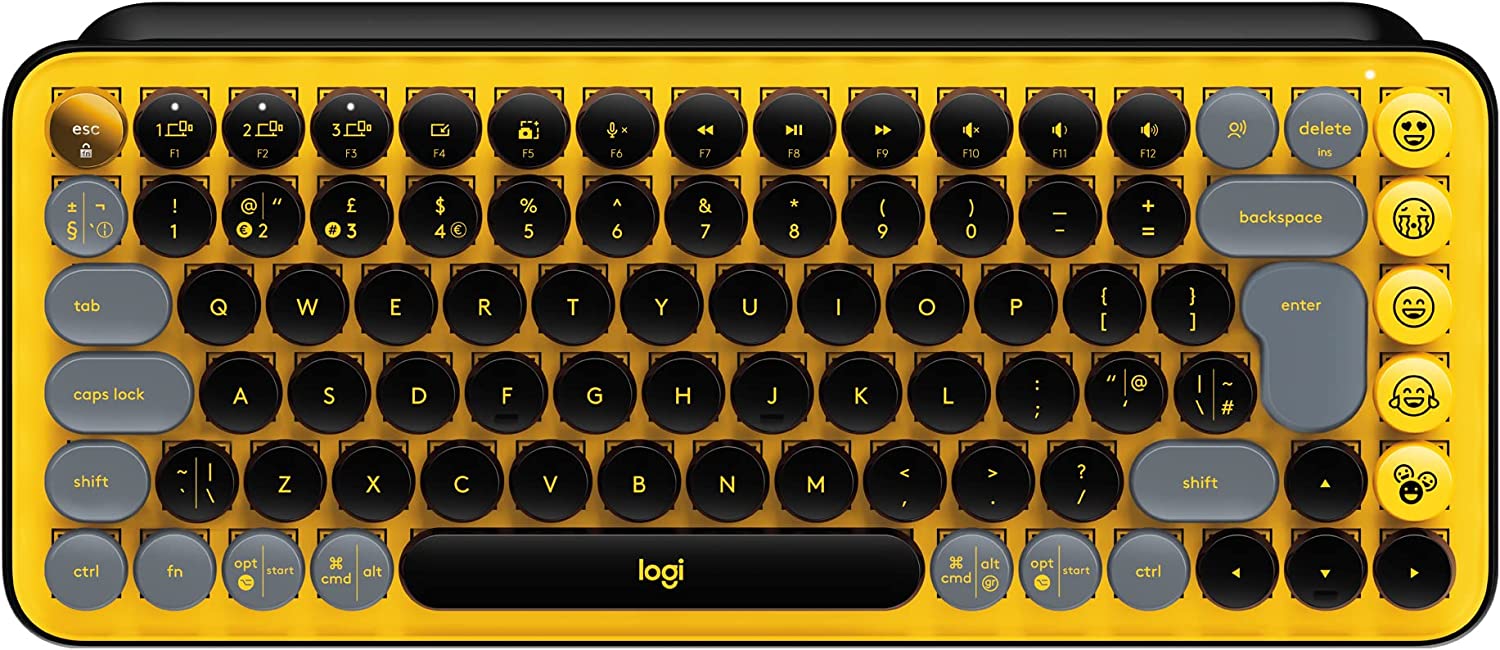 esc 1 2 3
fn F1 F2 F3 F4 F5 F6 F7 F8 F9 F10 F11 F12 delete ins
± ¬ ! @ “ £ $ % ^ & * ( ) _ + backspace
§ ` ¦ 1 € 2 # 3 4 € 5 6 7 8 9 0 - =
tab Q W E R T Y U I O P { [ } ] enter
caps lock A S D F G H J K L : ; “ @ ‘ | ~ \ #
shift ~ | ` \ Z X C V B N M < , > . ? / shift
ctrl fn opt ⌥ start ⌘ cmd alt logi ⌘ cmd alt gr opt ⌥ start ctrl